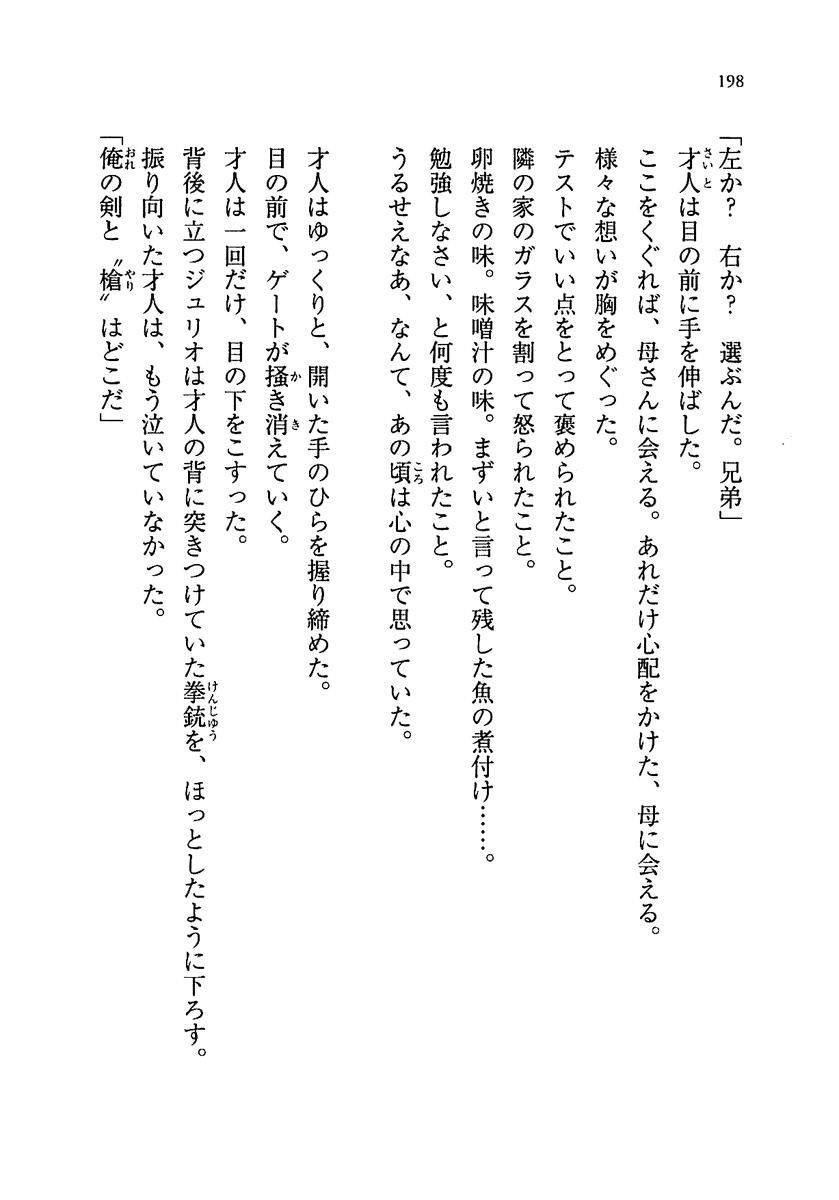 198
「左か？　右か？　選ぶんだ。兄弟」
才人は目の前に手を伸ばした。
ここをくぐれば、母さんに会える。あれだけ心配をかけた、母に会える。
様々な想いが胸をめぐった。
テストでいい点をとって褒められたこと。
隣の家のガラスを割って怒られたこと。
卵焼きの味。味噌汁の味。まずいと言って残した魚の煮付け……。
勉強しなさい、と何度も言われたこと。
うるせえなあ、なんて、あの頃は心の中で思っていた。
才人はゆっくりと、開いた手のひらを握り締めた。
目の前で、ゲートが掻き消えていく。
才人は一回だけ、目の下をこすった。
背後に立つジュリオは才人の背に突きつけていた拳銃を、ほっとしたように下ろす。
振り向いた才人は、もう泣いていなかった。
「俺の剣と〝槍〟はどこだ」